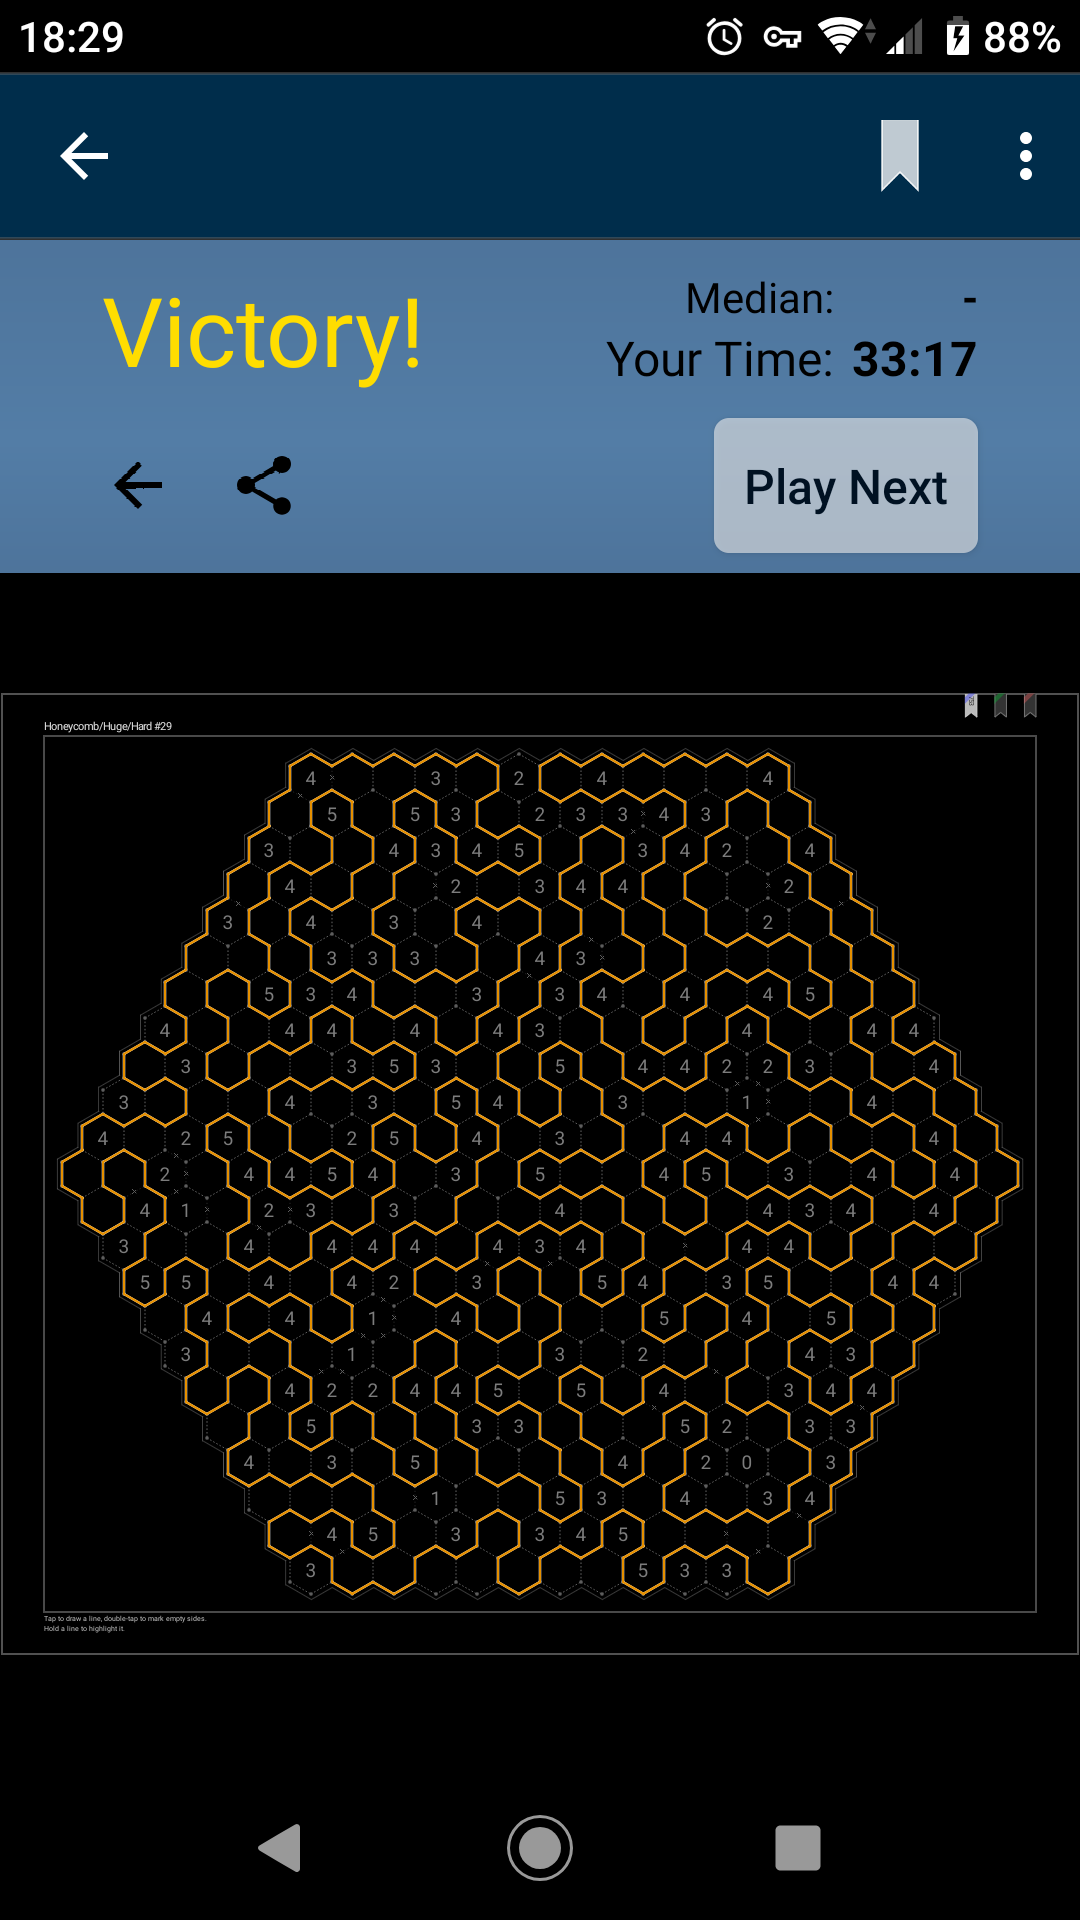 18:29
88%
Victory!
Median: -
Your Time: 33:17
Play Next
Honeycomb/Huge/Hard #29
4 3 2 4 4
5 5 3 2 3 3 4 3
3 4 3 4 5 3 4 2 4
4 2 3 4 4 2
3 4 3 4 2
3 3 3 4 3
5 3 4 3 3 4 4 4 5
4 4 4 4 4 3 4 4 4
3 3 5 3 5 4 4 2 2 3 4
3 4 3 5 4 3 1 4
4 2 5 2 5 4 3 4 4 4
2 4 4 5 4 3 5 4 5 3 4 4
4 1 2 3 3 4 4 3 4 4
3 4 4 4 4 4 3 4 4 4
5 5 4 4 2 3 5 4 3 5 4 4
4 4 1 4 5 4 5
3 1 3 2 4 3
4 2 2 4 4 5 5 4 3 4 4
5 3 3 5 2 3 3
4 3 5 4 2 0 3
1 5 3 4 3 4
4 5 3 3 4 5
3 5 3 3
Tap to draw a line, double-tap to mark empty sides.
Hold a line to highlight it.